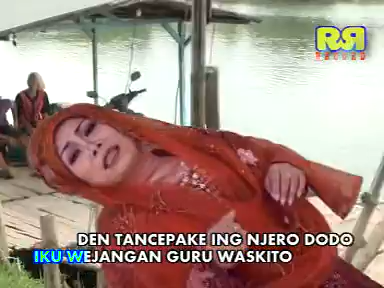 RR
RECORD
DEN TANCEPAKE ING NJERO DODO
IKU WEJANGAN GURU WASKITO